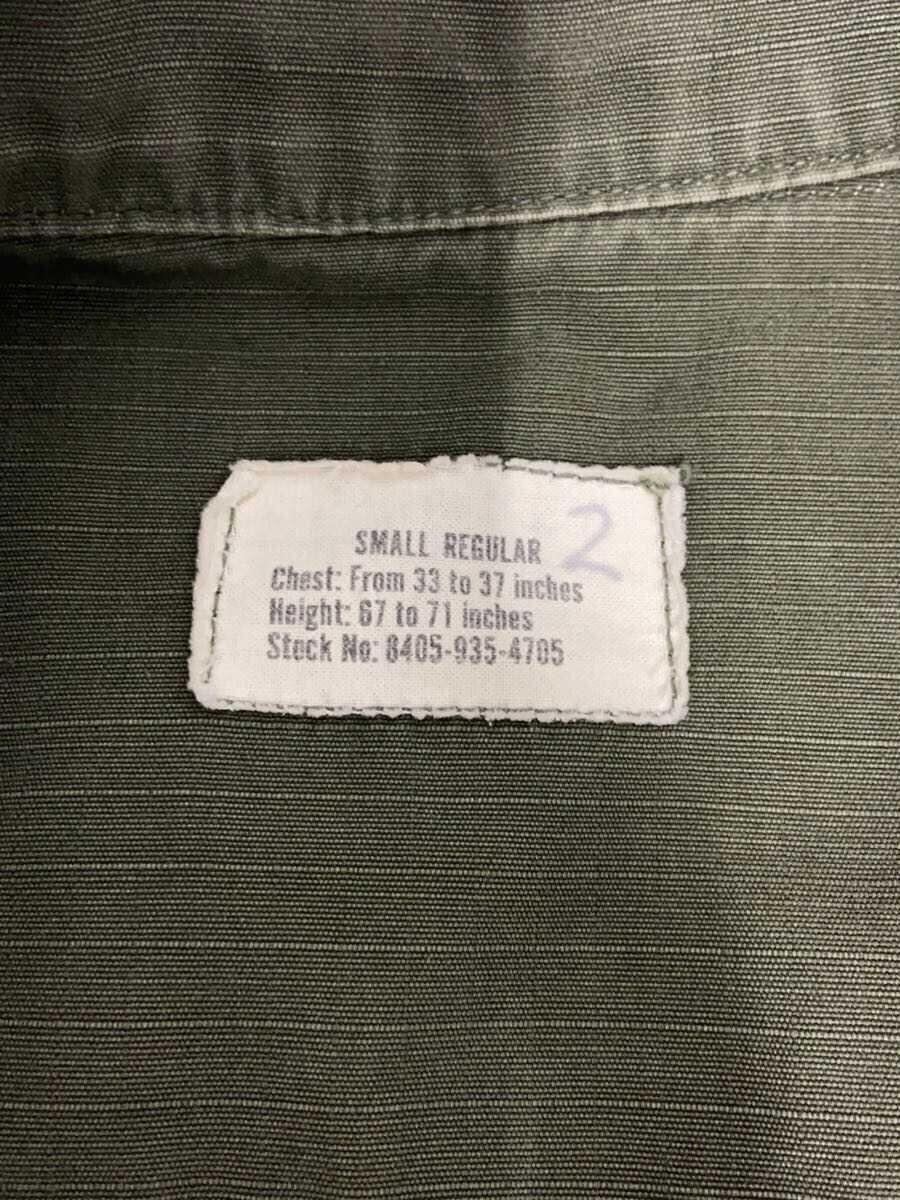 SMALL REGULAR 2
Chest: From 33 to 37 inches
Height: 67 to 71 inches
Stock No: 8405-935-4705